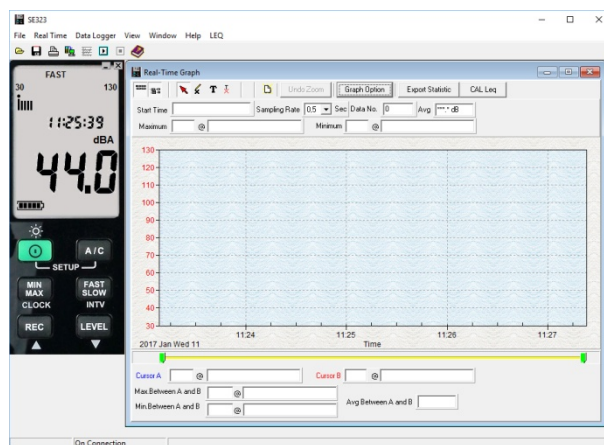 SE323
File Real Time Data Logger View Window Help LEQ
FAST
30 130
11:25:39
dBA
44.0
A/C
SETUP
MIN MAX FAST SLOW
CLOCK INTV
REC LEVEL
Real-Time Graph
T
Undo Zoom Graph Option Export Statistic CAL Leq
Start Time Sampling Rate 0.5 Sec Data No. 0 Avg ***.* dB
Maximum @ Minimum @
130
120
110
100
90
80
70
60
50
40
30
11:24 11:25 11:26 11:27
2017 Jan Wed 11 Time
Cursor A @ Cursor B @
Max.Between A and B @
Min.Between A and B @ Avg Between A and B
On Connection